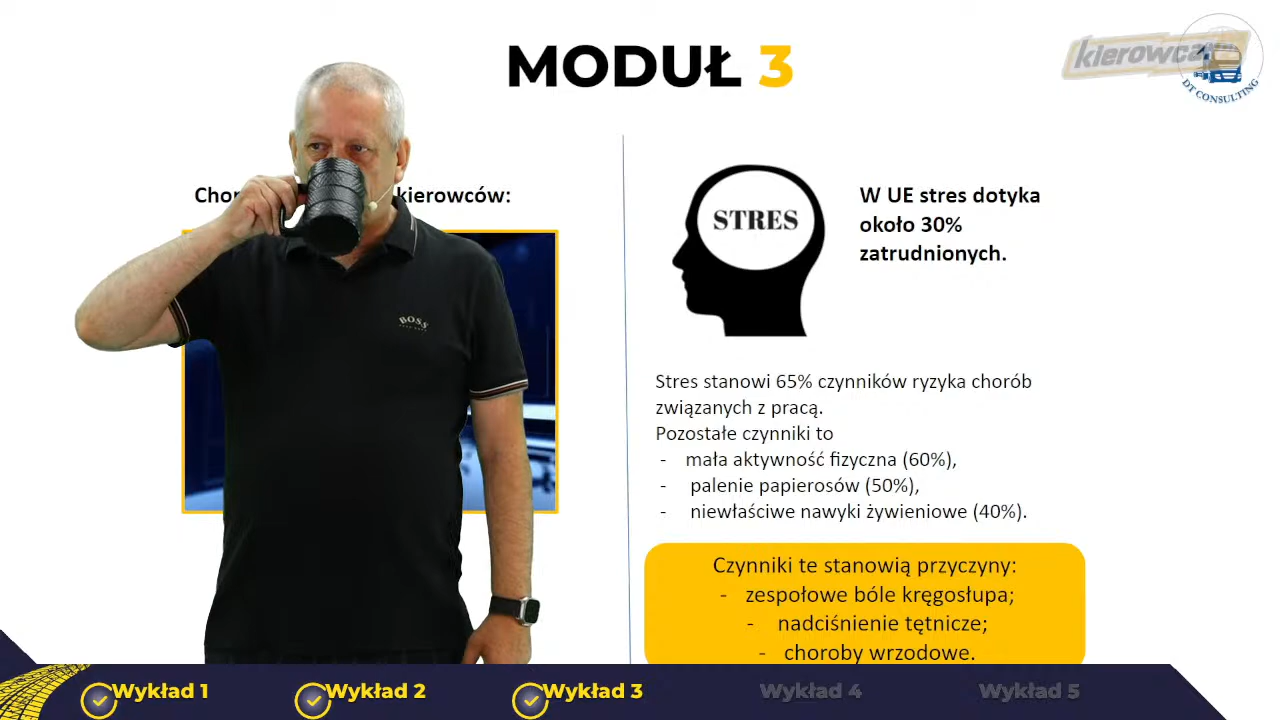 MODUŁ 3
kierowca
DT CONSULTING
kierowców:
BOSS
STRES
W UE stres dotyka
około 30%
zatrudnionych.
Stres stanowi 65% czynników ryzyka chorób
związanych z pracą.
Pozostałe czynniki to
- mała aktywność fizyczna (60%),
- palenie papierosów (50%),
- niewłaściwe nawyki żywieniowe (40%).
Czynniki te stanowią przyczyny:
- zespołowe bóle kręgosłupa;
- nadciśnienie tętnicze;
- choroby wrzodowe.
Wykład 1
Wykład 2
Wykład 3
Wykład 4
Wykład 5